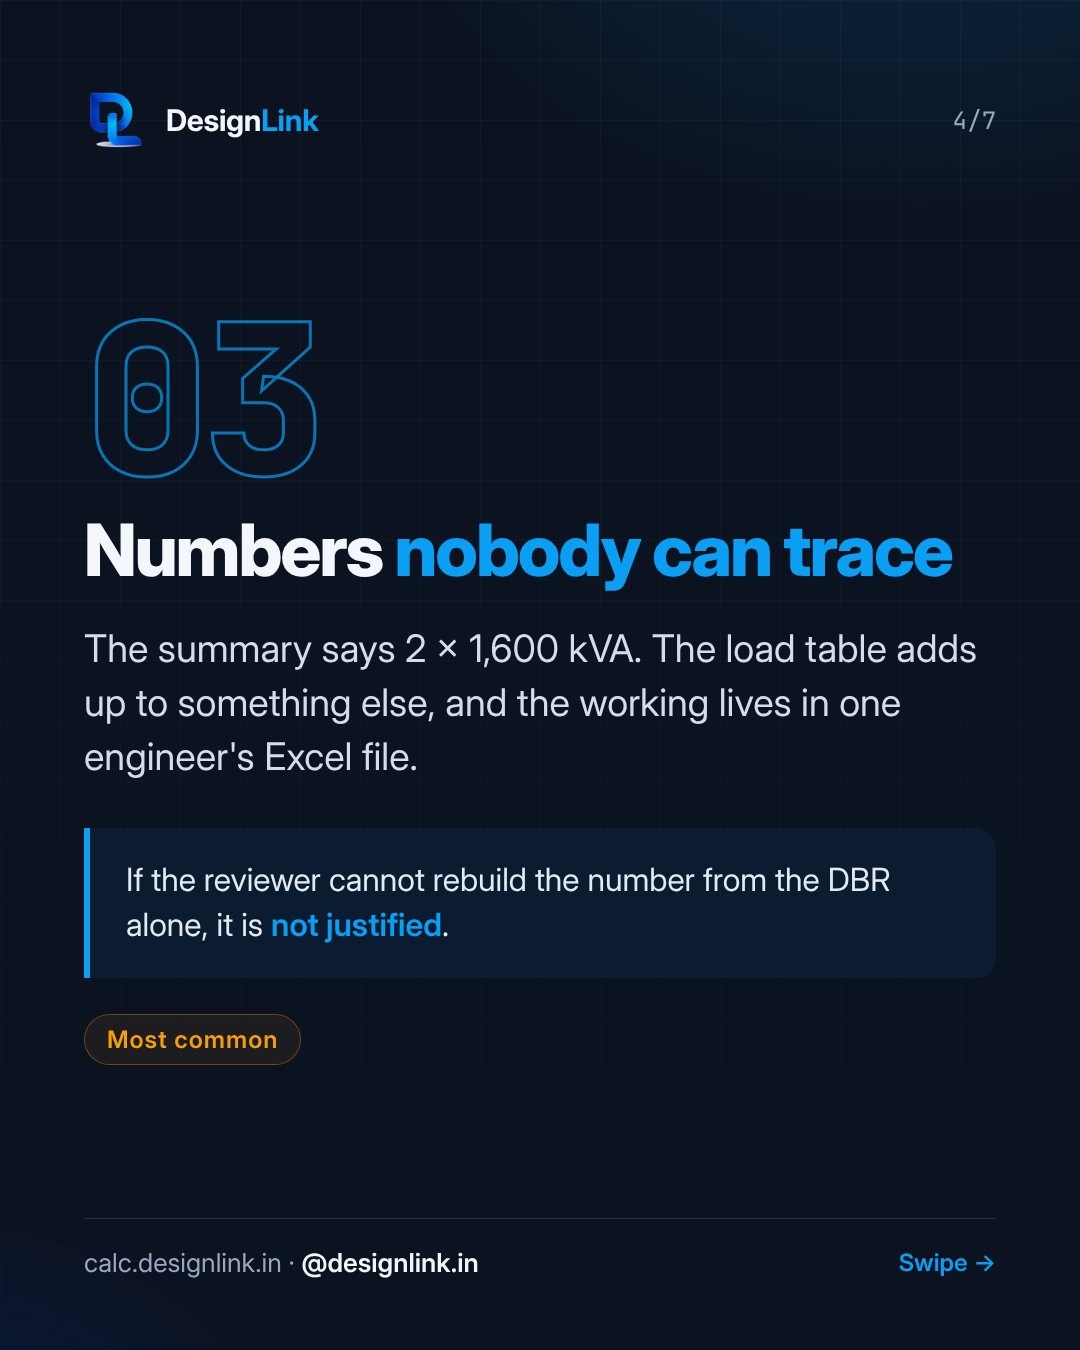 DesignLink
4/7
03
Numbers nobody can trace
The summary says 2 × 1,600 kVA. The load table adds
up to something else, and the working lives in one
engineer's Excel file.
If the reviewer cannot rebuild the number from the DBR
alone, it is not justified.
Most common
calc.designlink.in · @designlink.in
Swipe →